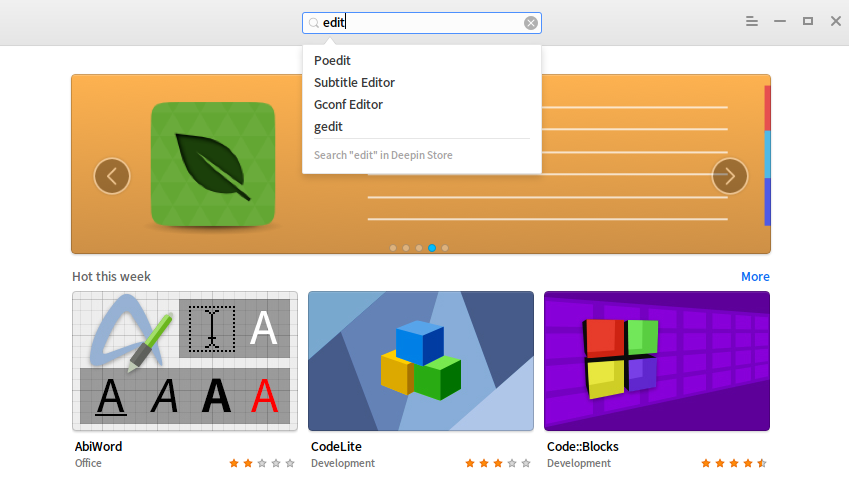 edit
Poedit
Subtitle Editor
Gconf Editor
gedit
Search "edit" in Deepin Store
Hot this week
More
A
A A A A
AbiWord
Office
CodeLite
Development
Code::Blocks
Development